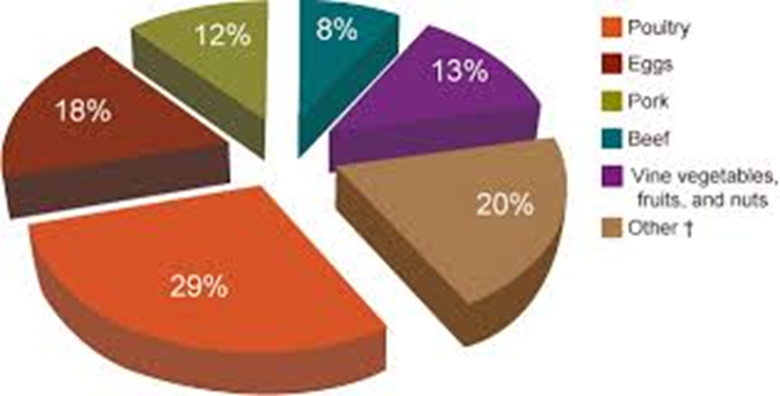 12%
8%
13%
18%
20%
29%
Poultry
Eggs
Pork
Beef
Vine vegetables,
fruits, and nuts
Other †